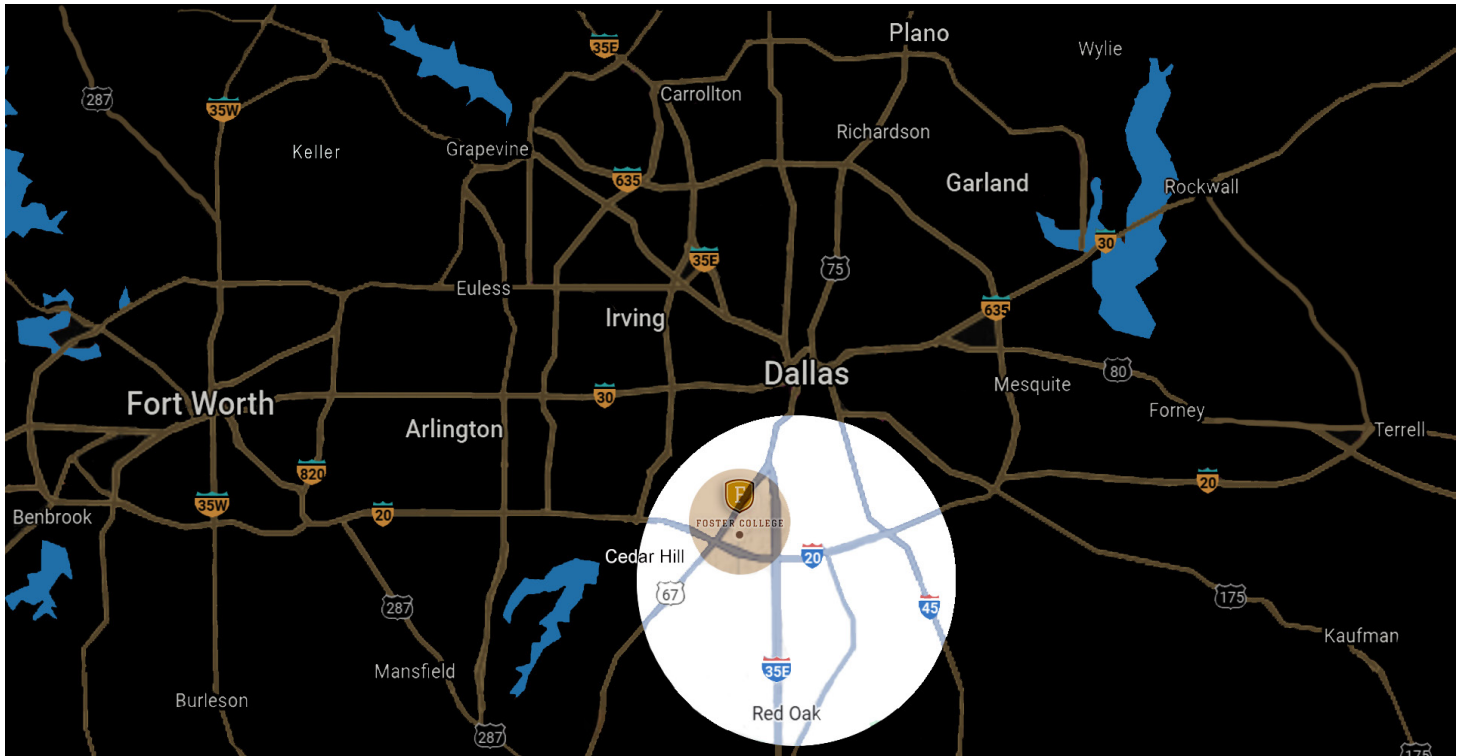 35E
Plano
Wylie
287
35W
Carrollton
Richardson
Keller
Grapevine
635
Garland
Rockwall
30
35E
75
Euless
635
Irving
Dallas
80
Mesquite
30
Fort Worth
Forney
Arlington
Terrell
820
20
35W
F
20
Benbrook
FOSTER COLLEGE
Cedar Hill
20
67
287
45
175
Kaufman
Mansfield
35E
Burleson
Red Oak
287
175